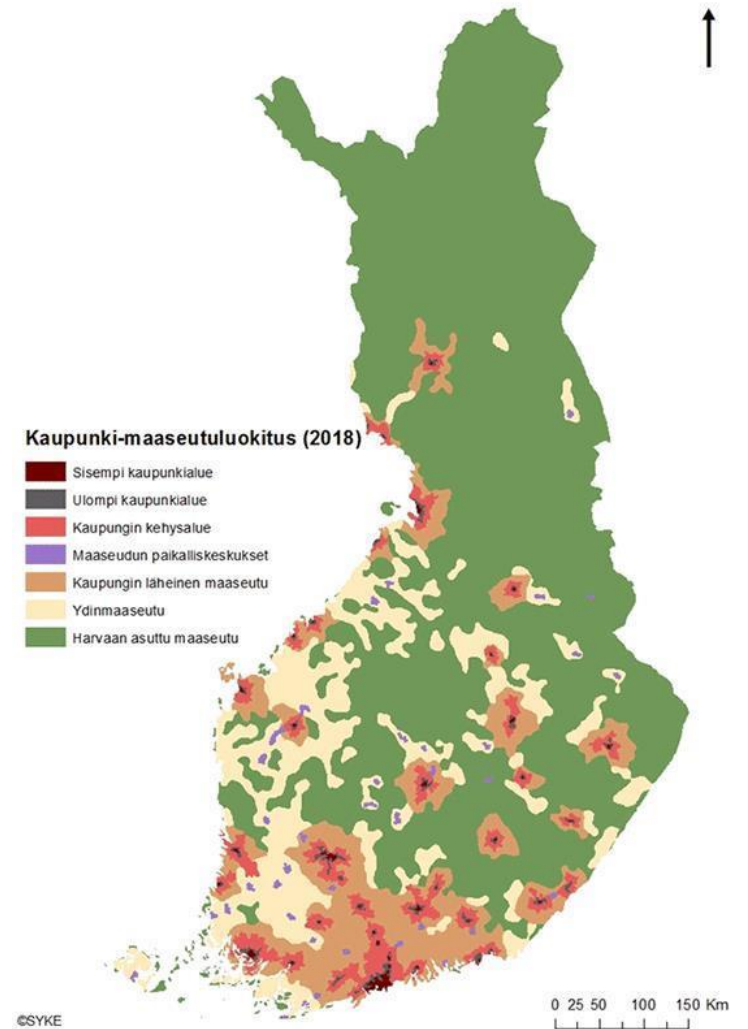 Kaupunki-maaseutuluokitus (2018)
Sisempi kaupunkialue
Ulompi kaupunkialue
Kaupungin kehysalue
Maaseudun paikalliskeskukset
Kaupungin läheinen maaseutu
Ydinmaaseutu
Harvaan asuttu maaseutu
0 25 50 100 150 Km
©SYKE